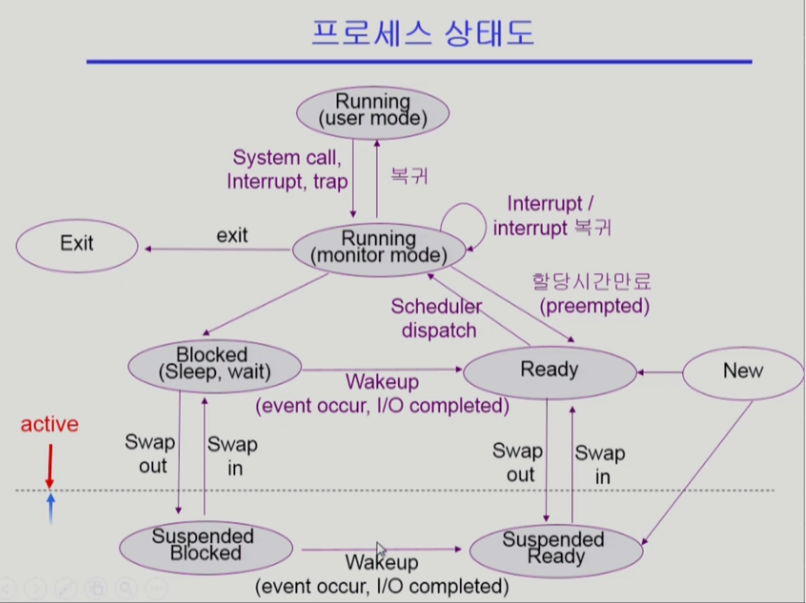 프로세스 상태도
Running
(user mode)
System call,
Interrupt, trap
복귀
Interrupt /
interrupt 복귀
Exit
exit
Running
(monitor mode)
할당시간만료
(preempted)
Scheduler
dispatch
Blocked
(Sleep, wait)
Ready
New
Wakeup
(event occur, I/O completed)
active
Swap
out
Swap
in
Swap
out
Swap
in
Suspended
Blocked
Suspended
Ready
Wakeup
(event occur, I/O completed)